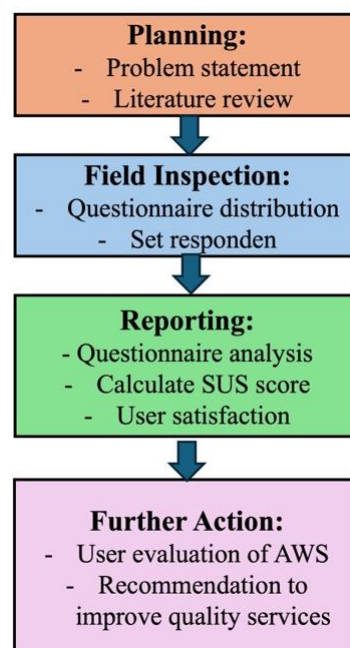 Planning:
- Problem statement
- Literature review
Field Inspection:
- Questionnaire distribution
- Set responden
Reporting:
- Questionnaire analysis
- Calculate SUS score
- User satisfaction
Further Action:
- User evaluation of AWS
- Recommendation to
improve quality services